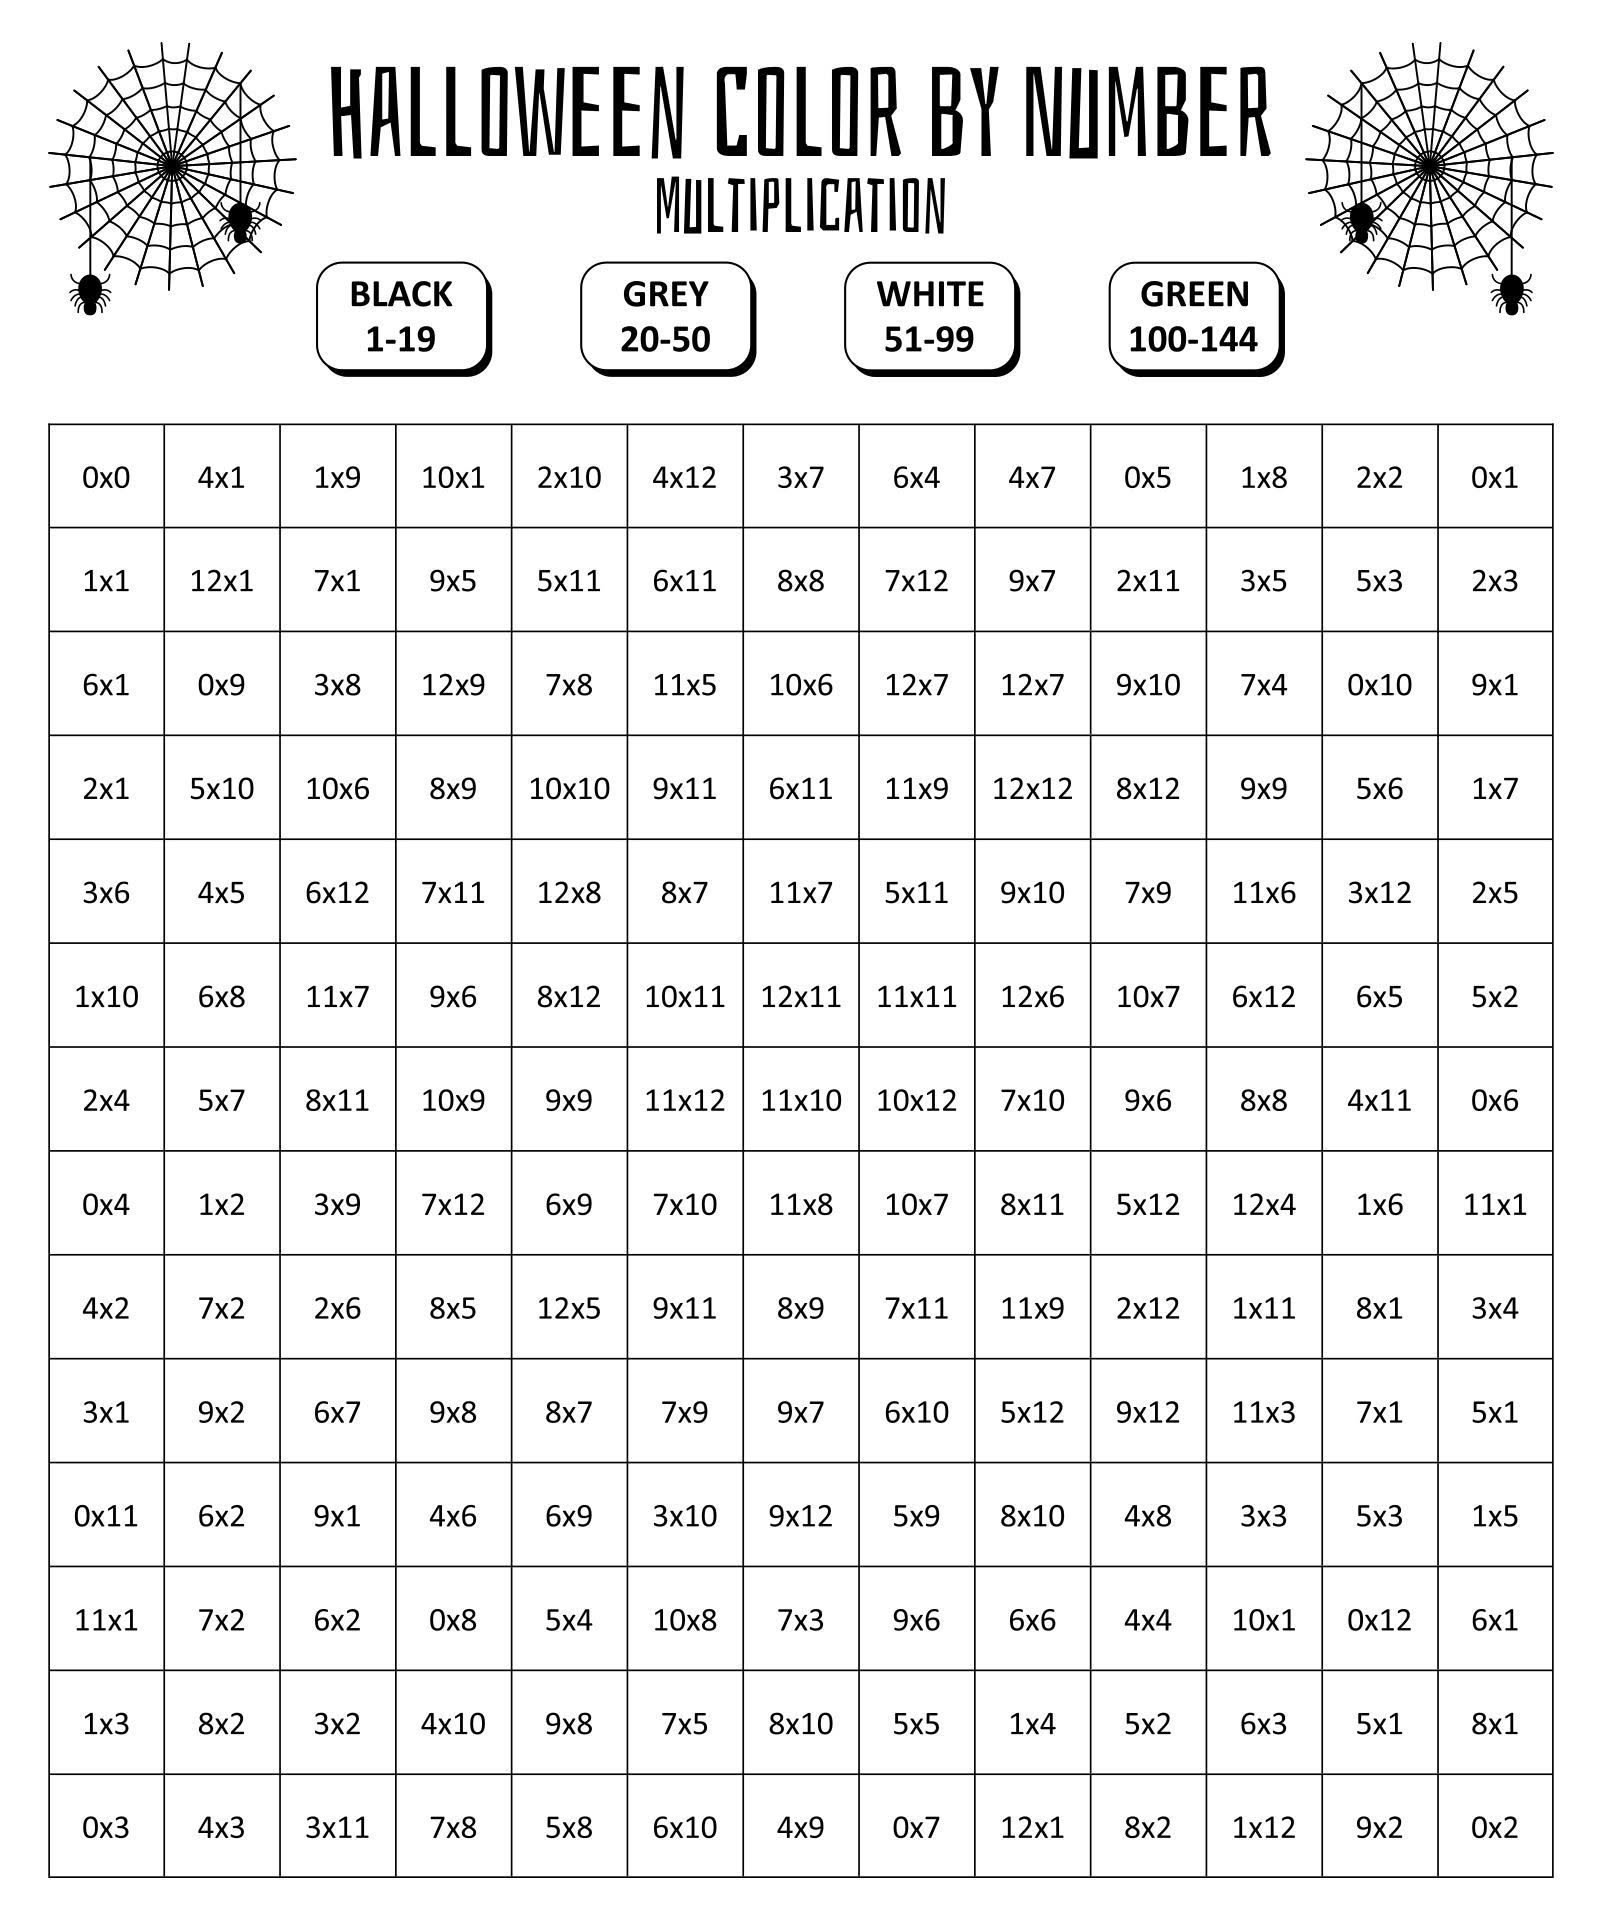 HALLOWEEN COLOR BY NUMBER
MULTIPLICATION
BLACK GREY WHITE GREEN
1-19 20-50 51-99 100-144
0x0 4x1 1x9 10x1 2x10 4x12 3x7 6x4 4x7 0x5 1x8 2x2 0x1
1x1 12x1 7x1 9x5 5x11 6x11 8x8 7x12 9x7 2x11 3x5 5x3 2x3
6x1 0x9 3x8 12x9 7x8 11x5 10x6 12x7 12x7 9x10 7x4 0x10 9x1
2x1 5x10 10x6 8x9 10x10 9x11 6x11 11x9 12x12 8x12 9x9 5x6 1x7
3x6 4x5 6x12 7x11 12x8 8x7 11x7 5x11 9x10 7x9 11x6 3x12 2x5
1x10 6x8 11x7 9x6 8x12 10x11 12x11 11x11 12x6 10x7 6x12 6x5 5x2
2x4 5x7 8x11 10x9 9x9 11x12 11x10 10x12 7x10 9x6 8x8 4x11 0x6
0x4 1x2 3x9 7x12 6x9 7x10 11x8 10x7 8x11 5x12 12x4 1x6 11x1
4x2 7x2 2x6 8x5 12x5 9x11 8x9 7x11 11x9 2x12 1x11 8x1 3x4
3x1 9x2 6x7 9x8 8x7 7x9 9x7 6x10 5x12 9x12 11x3 7x1 5x1
0x11 6x2 9x1 4x6 6x9 3x10 9x12 5x9 8x10 4x8 3x3 5x3 1x5
11x1 7x2 6x2 0x8 5x4 10x8 7x3 9x6 6x6 4x4 10x1 0x12 6x1
1x3 8x2 3x2 4x10 9x8 7x5 8x10 5x5 1x4 5x2 6x3 5x1 8x1
0x3 4x3 3x11 7x8 5x8 6x10 4x9 0x7 12x1 8x2 1x12 9x2 0x2